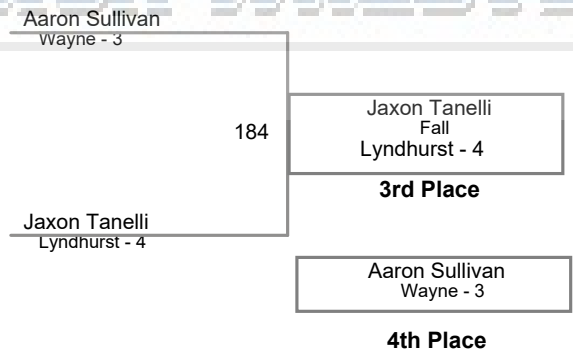 Aaron Sullivan
Wayne - 3
184
Jaxon Tanelli
Fall
Lyndhurst - 4
3rd Place
Jaxon Tanelli
Lyndhurst - 4
Aaron Sullivan
Wayne - 3
4th Place